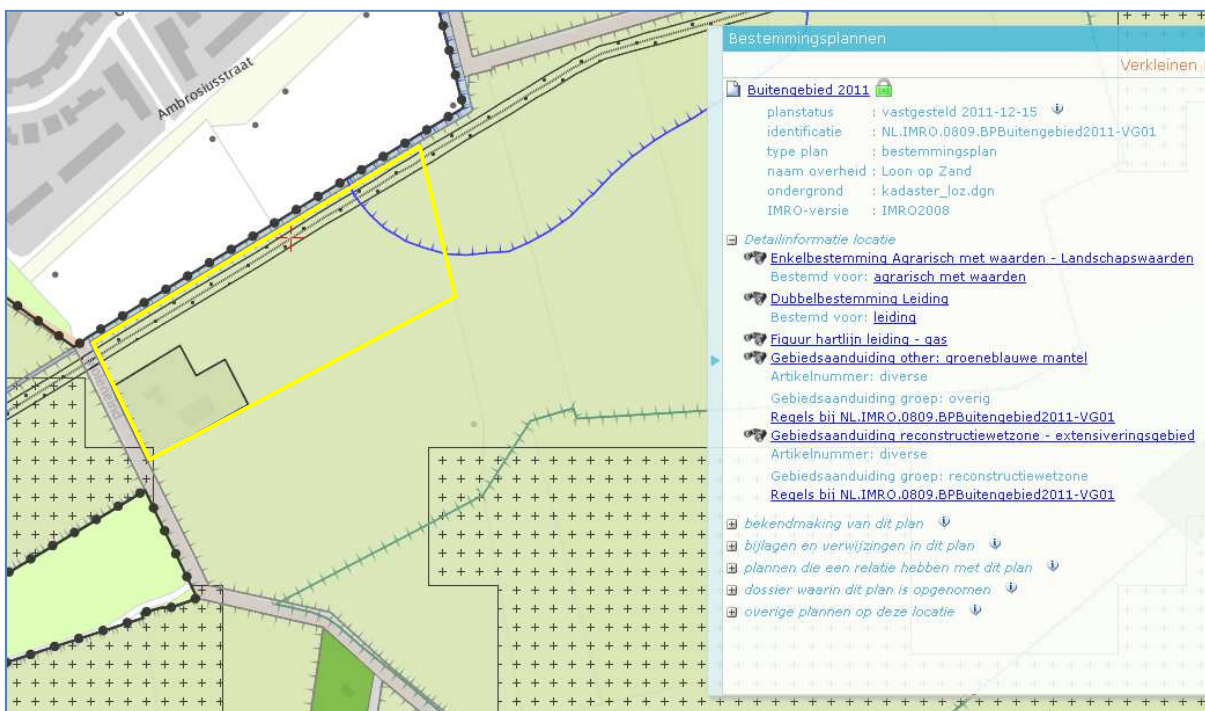 Ambrosiusstraat
Bestemmingsplannen
Verkleinen
Buitengebied 2011
planstatus : vastgesteld 2011-12-15
identificatie : NL.IMRO.0809.BPBuitengebied2011-VG01
type plan : bestemmingsplan
naam overheid : Loon op Zand
ondergrond : kadaster_loz.dgn
IMRO-versie : IMRO2008
Detailinformatie locatie
Enkelbestemming Agrarisch met waarden - Landschapswaarden
Bestemd voor: agrarisch met waarden
Dubbelbestemming Leiding
Bestemd voor: leiding
Figuur hartlijn leiding - gas
Gebiedsaanduiding other: groeneblauwe mantel
Artikelnummer: diverse
Gebiedsaanduiding groep: overig
Regels bij NL.IMRO.0809.BPBuitengebied2011-VG01
Gebiedsaanduiding reconstructiewetzone - extensiveringsgebied
Artikelnummer: diverse
Gebiedsaanduiding groep: reconstructiewetzone
Regels bij NL.IMRO.0809.BPBuitengebied2011-VG01
bekendmaking van dit plan
bijlagen en verwijzingen in dit plan
plannen die een relatie hebben met dit plan
dossier waarin dit plan is opgenomen
overige plannen op deze locatie